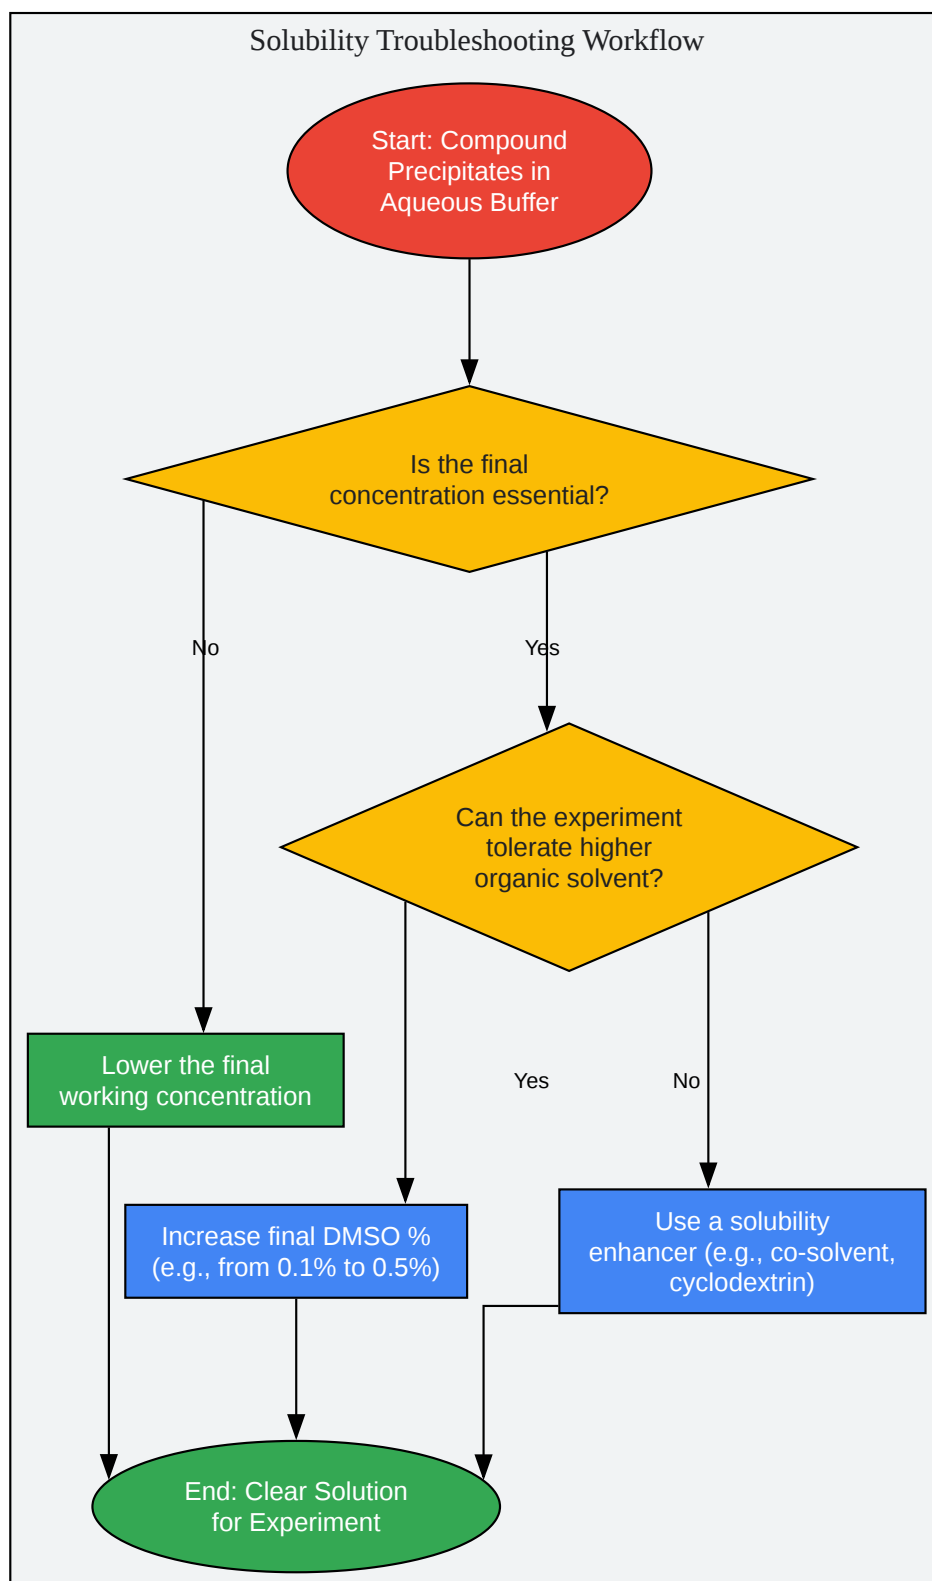 Solubility Troubleshooting Workflow
Start: Compound
Precipitates in
Aqueous Buffer
Is the final
concentration essential?
No
Yes
Can the experiment
tolerate higher
organic solvent?
Lower the final
working concentration
Yes
No
Increase final DMSO %
(e.g., from 0.1% to 0.5%)
Use a solubility
enhancer (e.g., co-solvent,
cyclodextrin)
End: Clear Solution
for Experiment